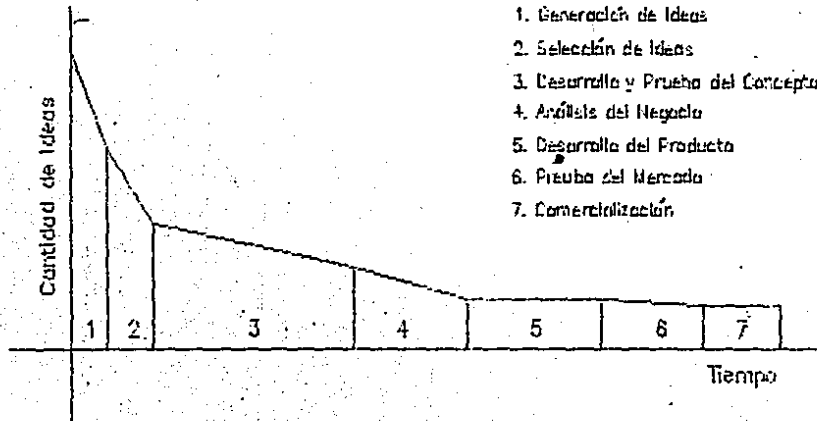 1. Generación de Ideas
2. Selección de Ideas
3. Desarrollo y Prueba del Concepto
4. Análisis del Negocio
5. Desarrollo del Producto
6. Prueba del Mercado
7. Comercialización
Cantidad de Ideas
1 2 3 4 5 6 7
Tiempo